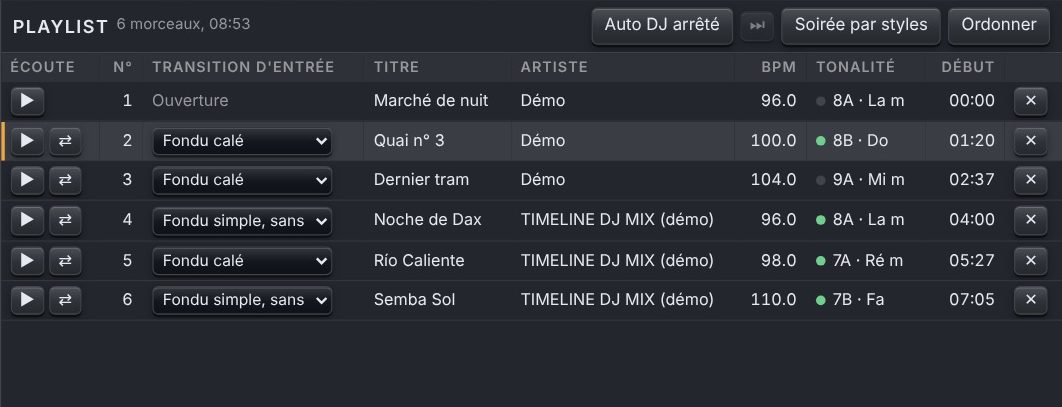 PLAYLIST 6 morceaux, 08:53 Auto DJ arrêté Soirée par styles Ordonner
ÉCOUTE N° TRANSITION D'ENTRÉE TITRE ARTISTE BPM TONALITÉ DÉBUT
1 Ouverture Marché de nuit Démo 96.0 8A · La m 00:00
2 Fondu calé Quai n° 3 Démo 100.0 8B · Do 01:20
3 Fondu calé Dernier tram Démo 104.0 9A · Mi m 02:37
4 Fondu simple, sans Noche de Dax TIMELINE DJ MIX (démo) 96.0 8A · La m 04:00
5 Fondu calé Río Caliente TIMELINE DJ MIX (démo) 98.0 7A · Ré m 05:27
6 Fondu simple, sans Semba Sol TIMELINE DJ MIX (démo) 110.0 7B · Fa 07:05